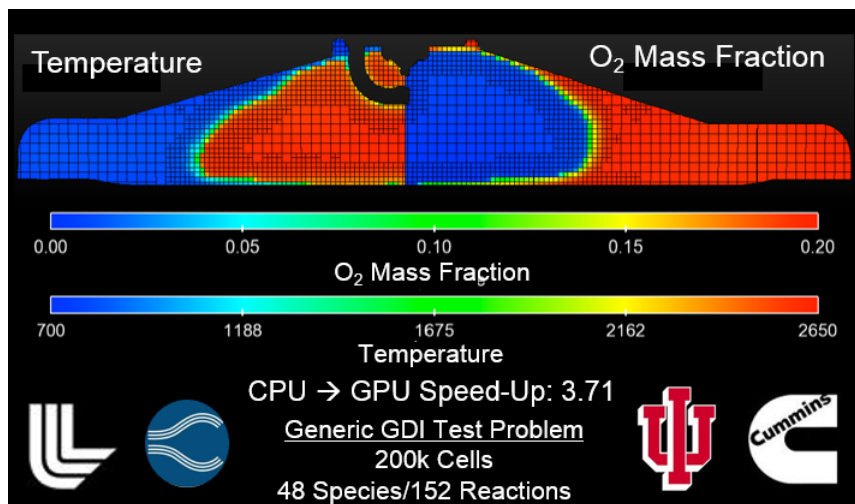 Temperature
O₂ Mass Fraction
0.00 0.05 0.10 0.15 0.20
O₂ Mass Fraction
700 1188 1675 2162 2650
Temperature
CPU → GPU Speed-Up: 3.71
Generic GDI Test Problem
200k Cells
48 Species/152 Reactions
Cummins